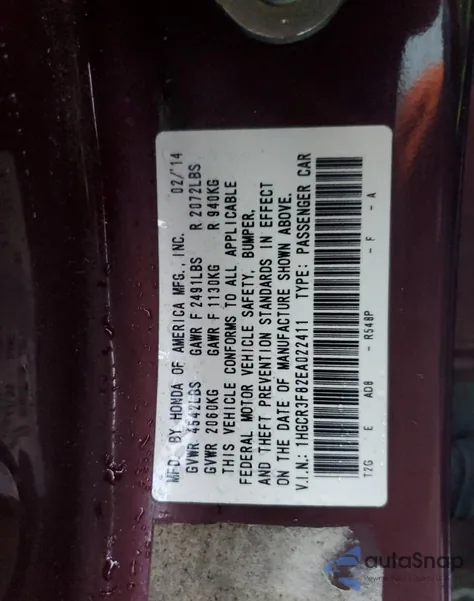 MFD. BY HONDA OF AMERICA MFG., INC. 02/'14
GVWR 4542LBS GAWR F 2491LBS R 2072LBS
GVWR 2060KG GAWR F 1130KG R 940KG
THIS VEHICLE CONFORMS TO ALL APPLICABLE
FEDERAL MOTOR VEHICLE SAFETY, BUMPER,
AND THEFT PREVENTION STANDARDS IN EFFECT
ON THE DATE OF MANUFACTURE SHOWN ABOVE.
V.I.N.: 1HGCR3F82EA022411 TYPE: PASSENGER CAR
T2G E AD8 - R548P - F - A
autaSnap